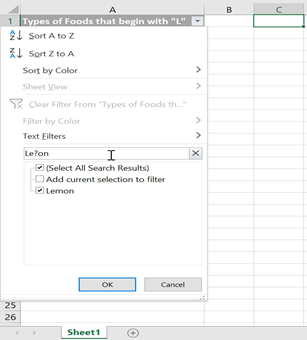 A B C
1 Types of Foods that begin with "L"
Sort A to Z
Sort Z to A
Sort by Color
Sheet View
Clear Filter From "Types of Foods th..."
Filter by Color
Text Filters
Le?on
(Select All Search Results)
Add current selection to filter
Lemon
OK Cancel
25
26
Sheet1